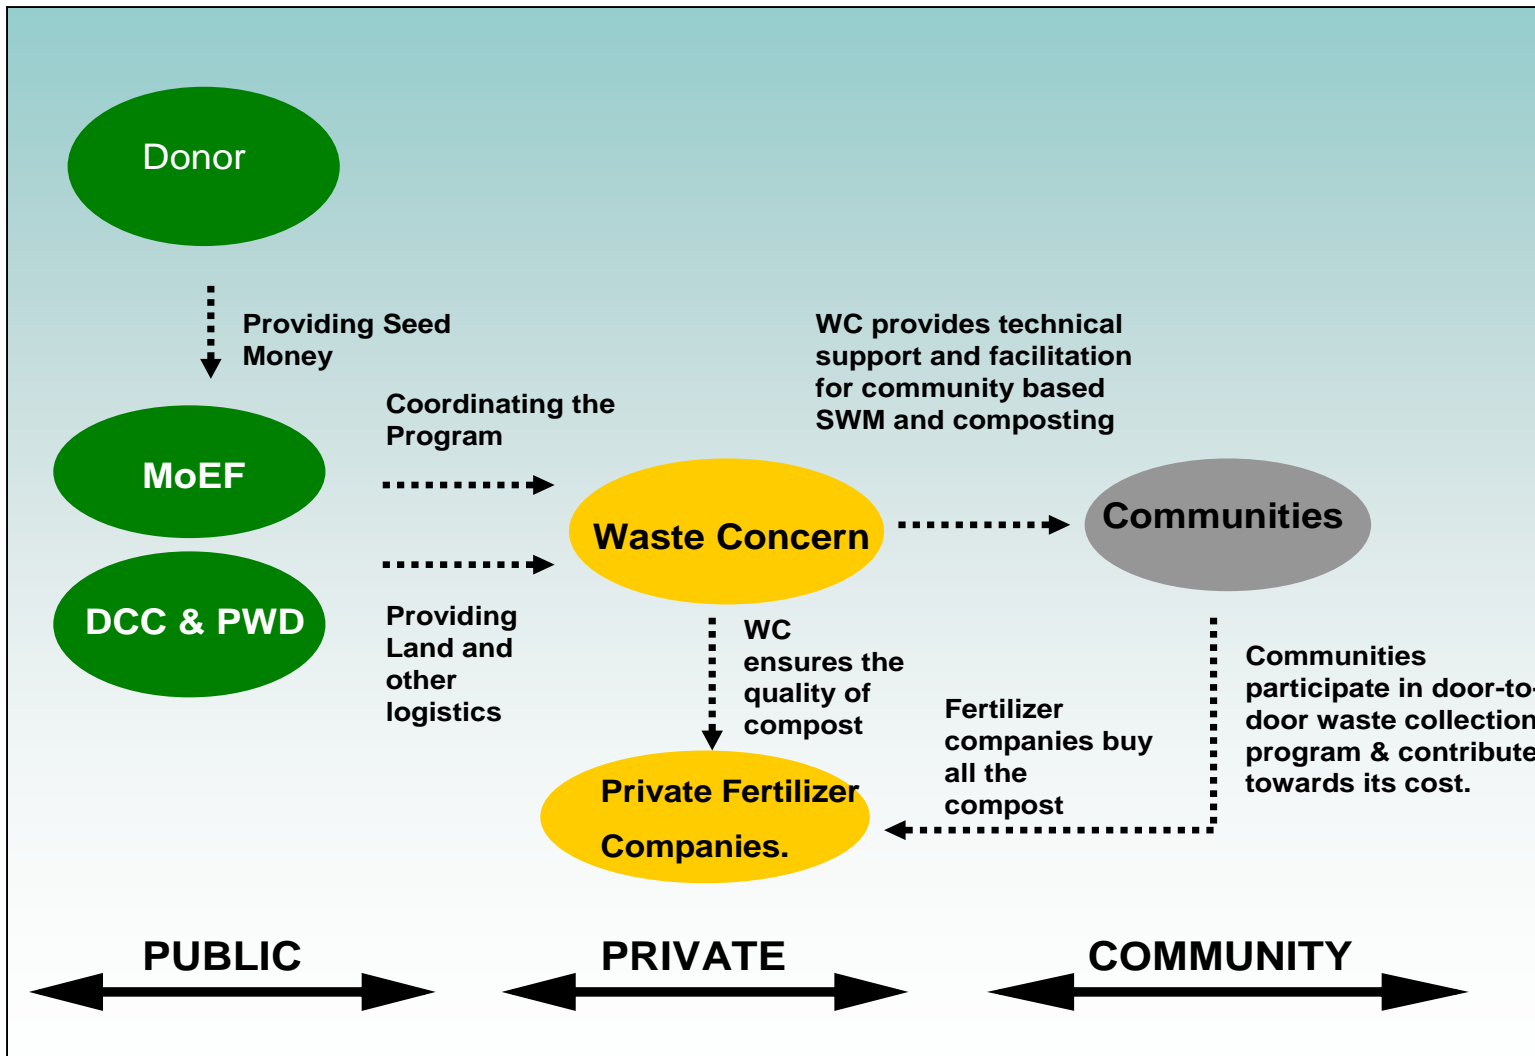 Donor
Providing Seed
Money
Coordinating the
Program
WC provides technical
support and facilitation
for community based
SWM and composting
MoEF
Waste Concern
Communities
DCC & PWD
Providing
Land and
other
logistics
WC
ensures the
quality of
compost
Fertilizer
companies buy
all the
compost
Communities
participate in door-to-
door waste collection
program & contribute
towards its cost.
Private Fertilizer
Companies.
PUBLIC
PRIVATE
COMMUNITY